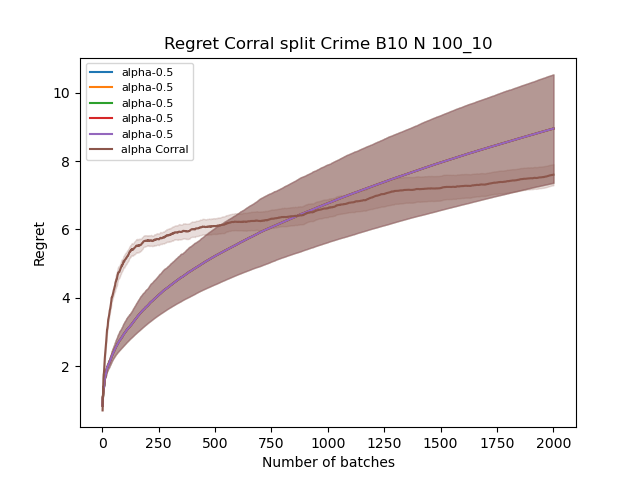 Regret Corral split Crime B10 N 100_10
alpha-0.5
alpha-0.5
alpha-0.5
alpha-0.5
alpha-0.5
alpha Corral
Regret
10
8
6
4
2
0 250 500 750 1000 1250 1500 1750 2000
Number of batches